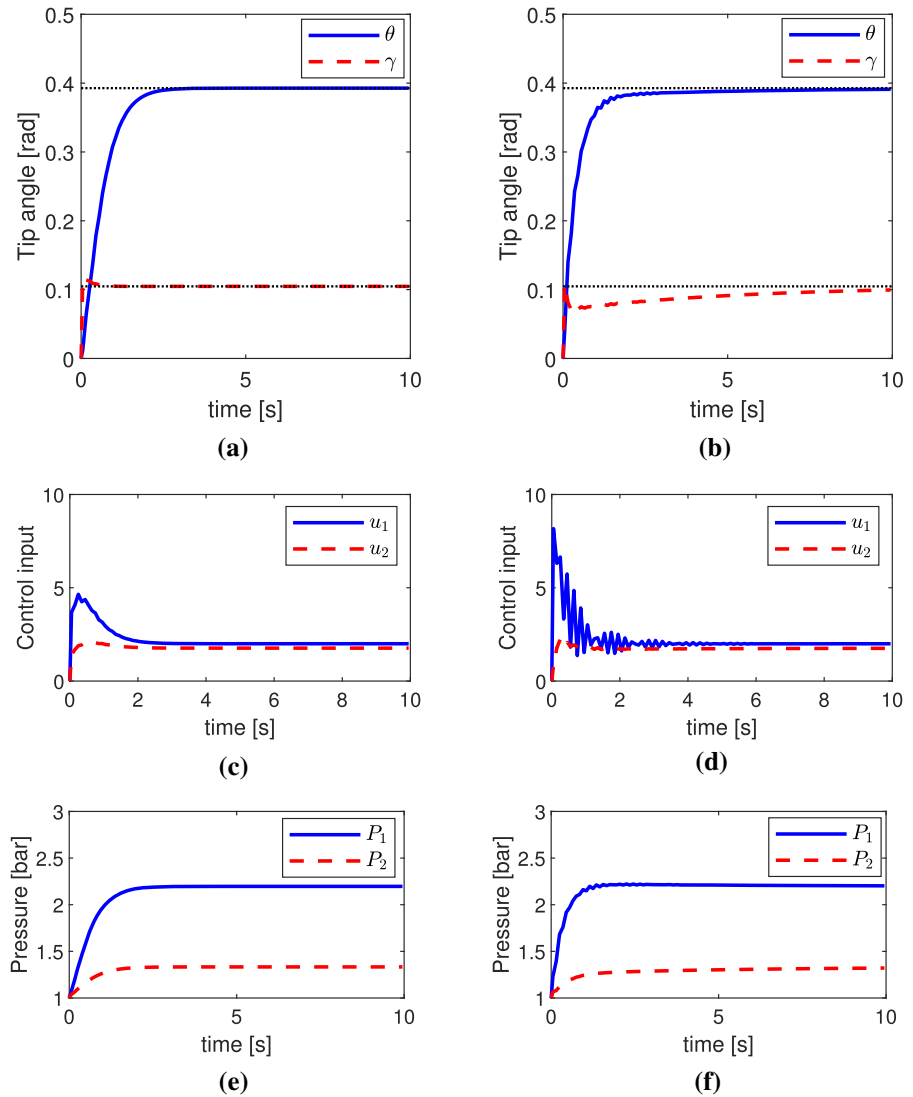 0.5
0.4
0.3
0.2
0.1
0
Tip angle [rad]
θ
γ
0 5 10
time [s]
(a)
0.5
0.4
0.3
0.2
0.1
0
Tip angle [rad]
θ
γ
0 5 10
time [s]
(b)
10
5
0
Control input
u1
u2
0 2 4 6 8 10
time [s]
(c)
10
5
0
Control input
u1
u2
0 2 4 6 8 10
time [s]
(d)
3
2.5
2
1.5
1
Pressure [bar]
P1
P2
0 5 10
time [s]
(e)
3
2.5
2
1.5
1
Pressure [bar]
P1
P2
0 5 10
time [s]
(f)